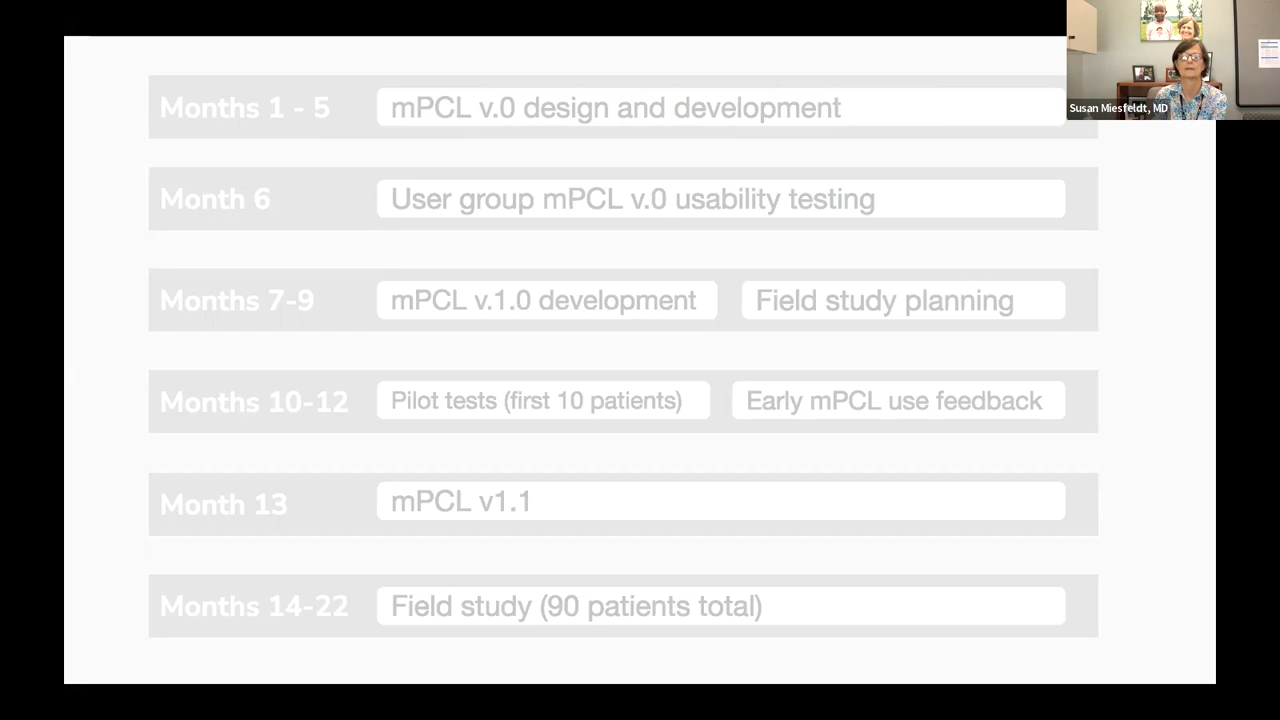 Months 1 - 5 mPCL v.0 design and development
Month 6 User group mPCL v.0 usability testing
Months 7-9 mPCL v.1.0 development Field study planning
Months 10-12 Pilot tests (first 10 patients) Early mPCL use feedback
Month 13 mPCL v1.1
Months 14-22 Field study (90 patients total)
Susan Miesfeldt, MD